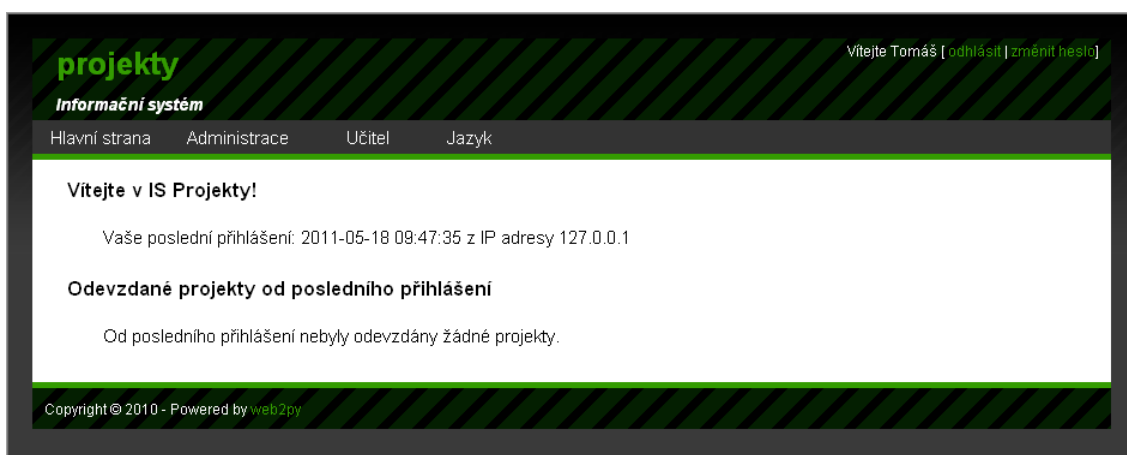 projekty
Vítejte Tomáš [ odhlásit | změnit heslo]
Informační systém
Hlavní strana Administrace Učitel Jazyk
Vítejte v IS Projekty!
Vaše poslední přihlášení: 2011-05-18 09:47:35 z IP adresy 127.0.0.1
Odevzdané projekty od posledního přihlášení
Od posledního přihlášení nebyly odevzdány žádné projekty.
Copyright © 2010 - Powered by web2py